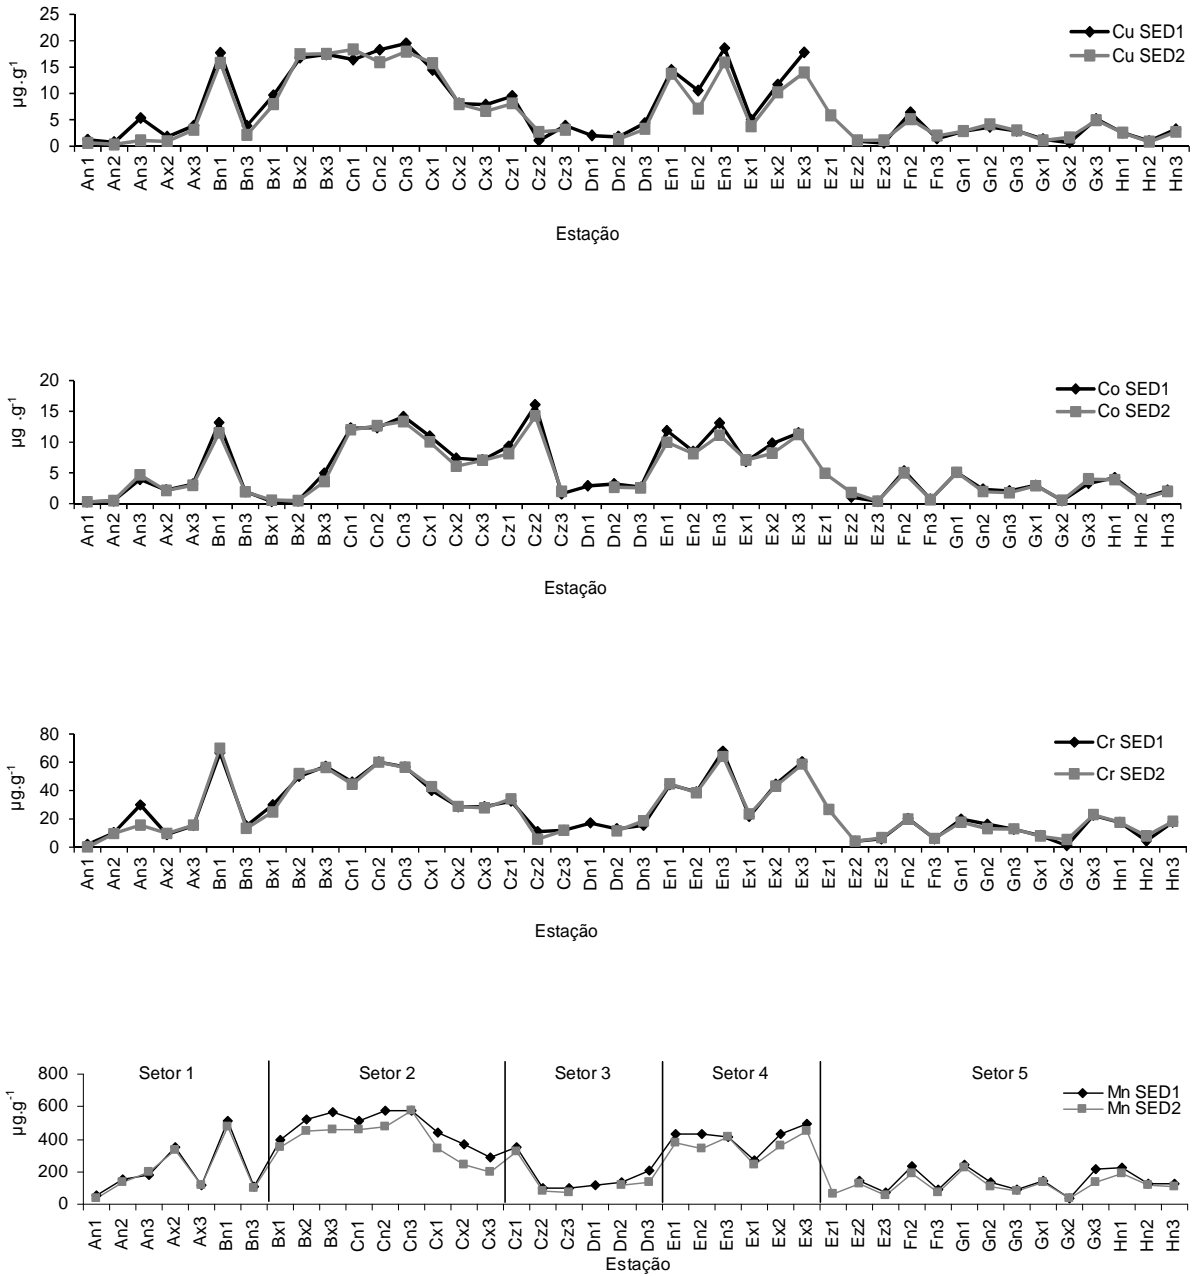 25
20
15
10
5
0
µg.g-1
Cu SED1
Cu SED2
An1 An2 An3 Ax2 Ax3 Bn1 Bn3 Bx1 Bx2 Bx3 Cn1 Cn2 Cn3 Cx1 Cx2 Cx3 Cz1 Cz2 Cz3 Dn1 Dn2 Dn3 En1 En2 En3 Ex1 Ex2 Ex3 Ez1 Ez2 Ez3 Fn2 Fn3 Gn1 Gn2 Gn3 Gx1 Gx2 Gx3 Hn1 Hn2 Hn3
Estação
20
15
10
5
0
µg .g-1
Co SED1
Co SED2
An1 An2 An3 Ax2 Ax3 Bn1 Bn3 Bx1 Bx2 Bx3 Cn1 Cn2 Cn3 Cx1 Cx2 Cx3 Cz1 Cz2 Cz3 Dn1 Dn2 Dn3 En1 En2 En3 Ex1 Ex2 Ex3 Ez1 Ez2 Ez3 Fn2 Fn3 Gn1 Gn2 Gn3 Gx1 Gx2 Gx3 Hn1 Hn2 Hn3
Estação
80
60
40
20
0
µg.g-1
Cr SED1
Cr SED2
An1 An2 An3 Ax2 Ax3 Bn1 Bn3 Bx1 Bx2 Bx3 Cn1 Cn2 Cn3 Cx1 Cx2 Cx3 Cz1 Cz2 Cz3 Dn1 Dn2 Dn3 En1 En2 En3 Ex1 Ex2 Ex3 Ez1 Ez2 Ez3 Fn2 Fn3 Gn1 Gn2 Gn3 Gx1 Gx2 Gx3 Hn1 Hn2 Hn3
Estação
800
600
400
200
0
µg.g-1
Setor 1 Setor 2 Setor 3 Setor 4 Setor 5
Mn SED1
Mn SED2
An1 An2 An3 Ax2 Ax3 Bn1 Bn3 Bx1 Bx2 Bx3 Cn1 Cn2 Cn3 Cx1 Cx2 Cx3 Cz1 Cz2 Cz3 Dn1 Dn2 Dn3 En1 En2 En3 Ex1 Ex2 Ex3 Ez1 Ez2 Ez3 Fn2 Fn3 Gn1 Gn2 Gn3 Gx1 Gx2 Gx3 Hn1 Hn2 Hn3
Estação